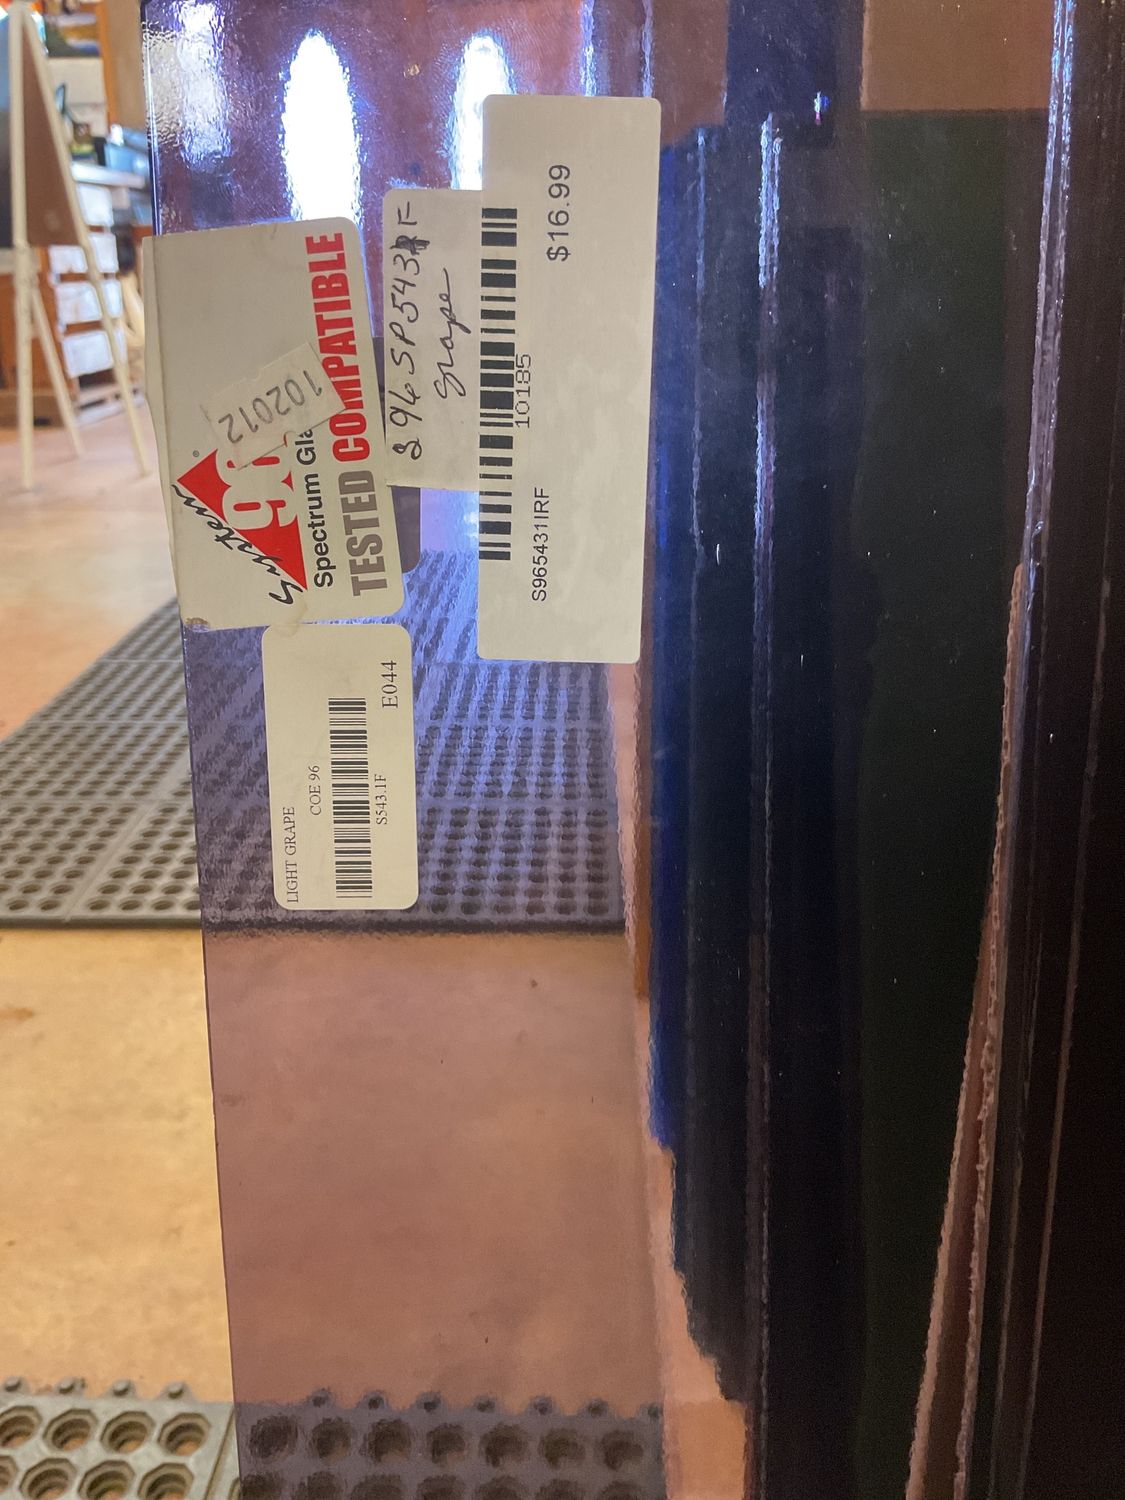 System 96®
Spectrum Gla
TESTED COMPATIBLE
102012
S96SP5431F
Grape
$16.99
10185
S965431IRF
LIGHT GRAPE
COE 96
S543.1F
E044